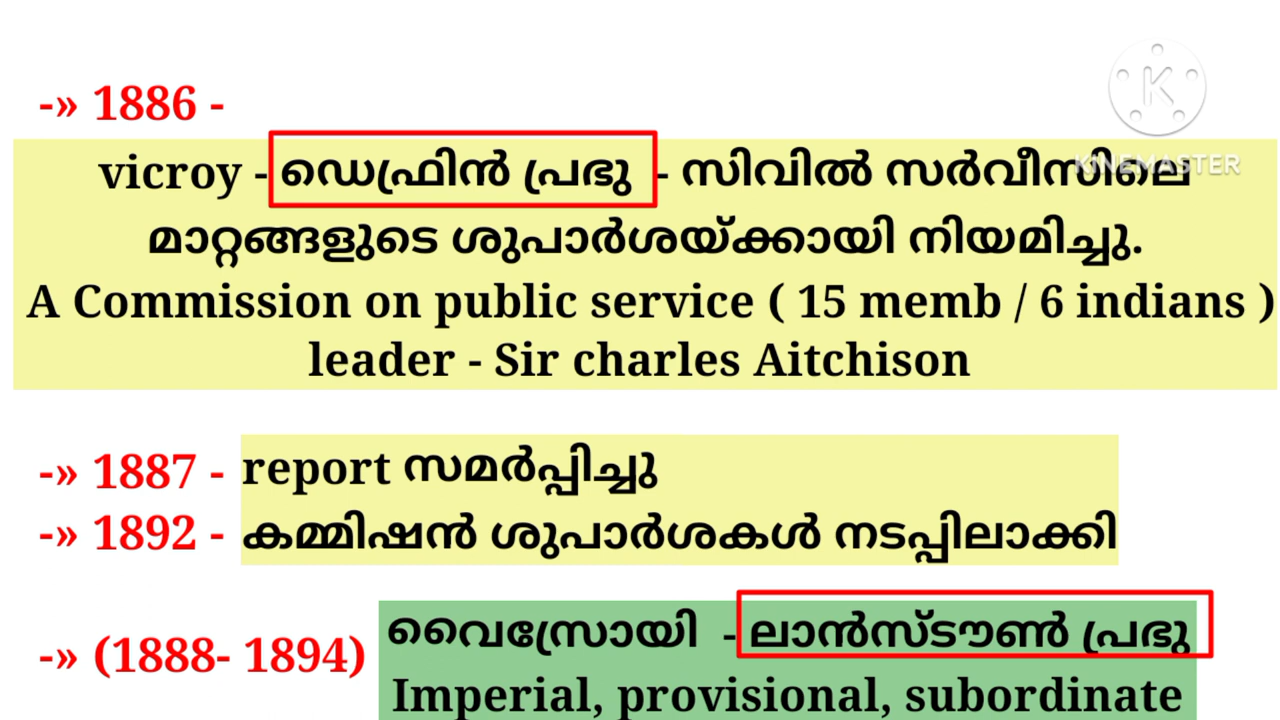 -» 1886 -
vicroy - ഡെഫ്രിൻ പ്രഭു - സിവിൽ സർവീസിലെ
KINEMASTER
മാറ്റങ്ങളുടെ ശുപാർശയ്ക്കായി നിയമിച്ചു.
A Commission on public service ( 15 memb / 6 indians )
leader - Sir charles Aitchison
-» 1887 - report സമർപ്പിച്ചു
-» 1892 - കമ്മിഷൻ ശുപാർശകൾ നടപ്പിലാക്കി
-» (1888- 1894) വൈസ്രോയി - ലാൻസ്ടൗൺ പ്രഭു
Imperial, provisional, subordinate